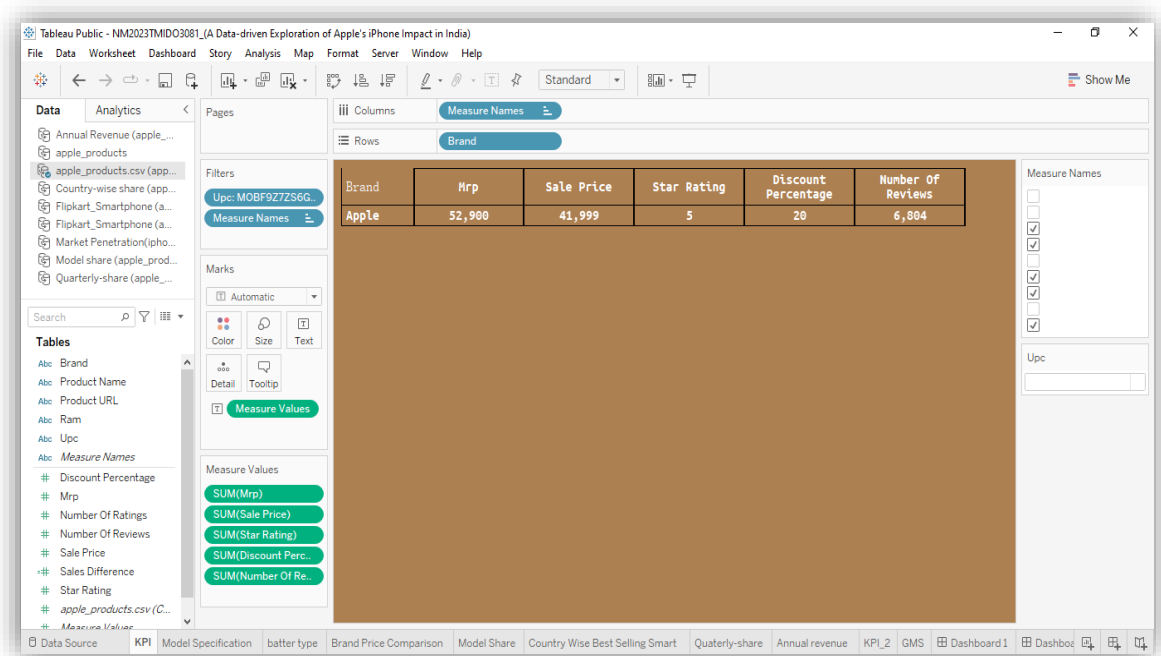 Tableau Public - NM2023TMIDO3081_(A Data-driven Exploration of Apple's iPhone Impact in India)
File Data Worksheet Dashboard Story Analysis Map Format Server Window Help
Standard
Show Me
Data Analytics
Annual Revenue (apple_...
apple_products
apple_products.csv (app...
Country-wise share (app...
Flipkart_Smartphone (a...
Flipkart_Smartphone (a...
Market Penetration(ipho...
Model share (apple_prod...
Quarterly-share (apple_...
Search
Tables
Abc Brand
Abc Product Name
Abc Product URL
Abc Ram
Abc Upc
Abc Measure Names
# Discount Percentage
# Mrp
# Number Of Ratings
# Number Of Reviews
# Sale Price
=# Sales Difference
# Star Rating
# apple_products.csv (C...
# Measure Values
Pages
Filters
Upc: MOBF9Z7ZS6G..
Measure Names
Marks
Automatic
Color Size Text
Detail Tooltip
Measure Values
Measure Values
SUM(Mrp)
SUM(Sale Price)
SUM(Star Rating)
SUM(Discount Perc..
SUM(Number Of Re..
Columns Measure Names
Rows Brand
Brand Mrp Sale Price Star Rating Discount Percentage Number Of Reviews
Apple 52,900 41,999 5 20 6,804
Measure Names
Upc
Data Source KPI Model Specification batter type Brand Price Comparison Model Share Country Wise Best Selling Smart Quaterly-share Annual revenue KPI_2 GMS Dashboard 1 Dashboa